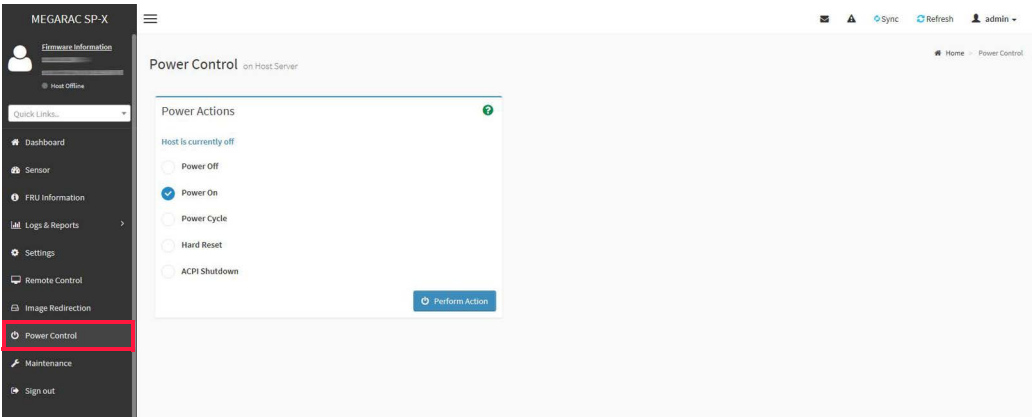 MEGARAC SP-X
Firmware Information
Host Offline
Quick Links..
Dashboard
Sensor
FRU Information
Logs & Reports
Settings
Remote Control
Image Redirection
Power Control
Maintenance
Sign out
Sync
Refresh
admin
Power Control on Host Server
Home - Power Control
Power Actions
Host is currently off
Power Off
Power On
Power Cycle
Hard Reset
ACPI Shutdown
Perform Action